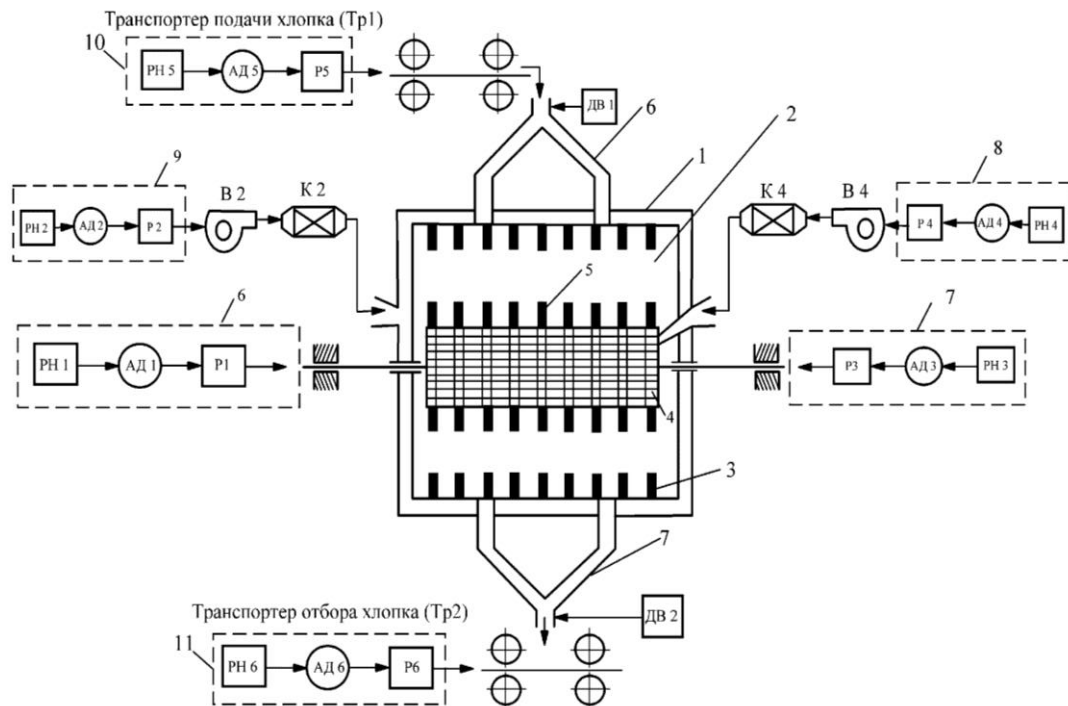 Транспортер подачи хлопка (Тр1)
10
РН 5
АД 5
Р5
ДВ 1
6
2
1
9
8
В 2
К 2
К 4
В 4
РН 2
АД 2
Р 2
Р 4
АД 4
РН 4
5
6
7
РН 1
АД 1
Р1
Р3
АД 3
РН 3
4
3
7
Транспортер отбора хлопка (Тр2)
ДВ 2
11
РН 6
АД 6
Р6